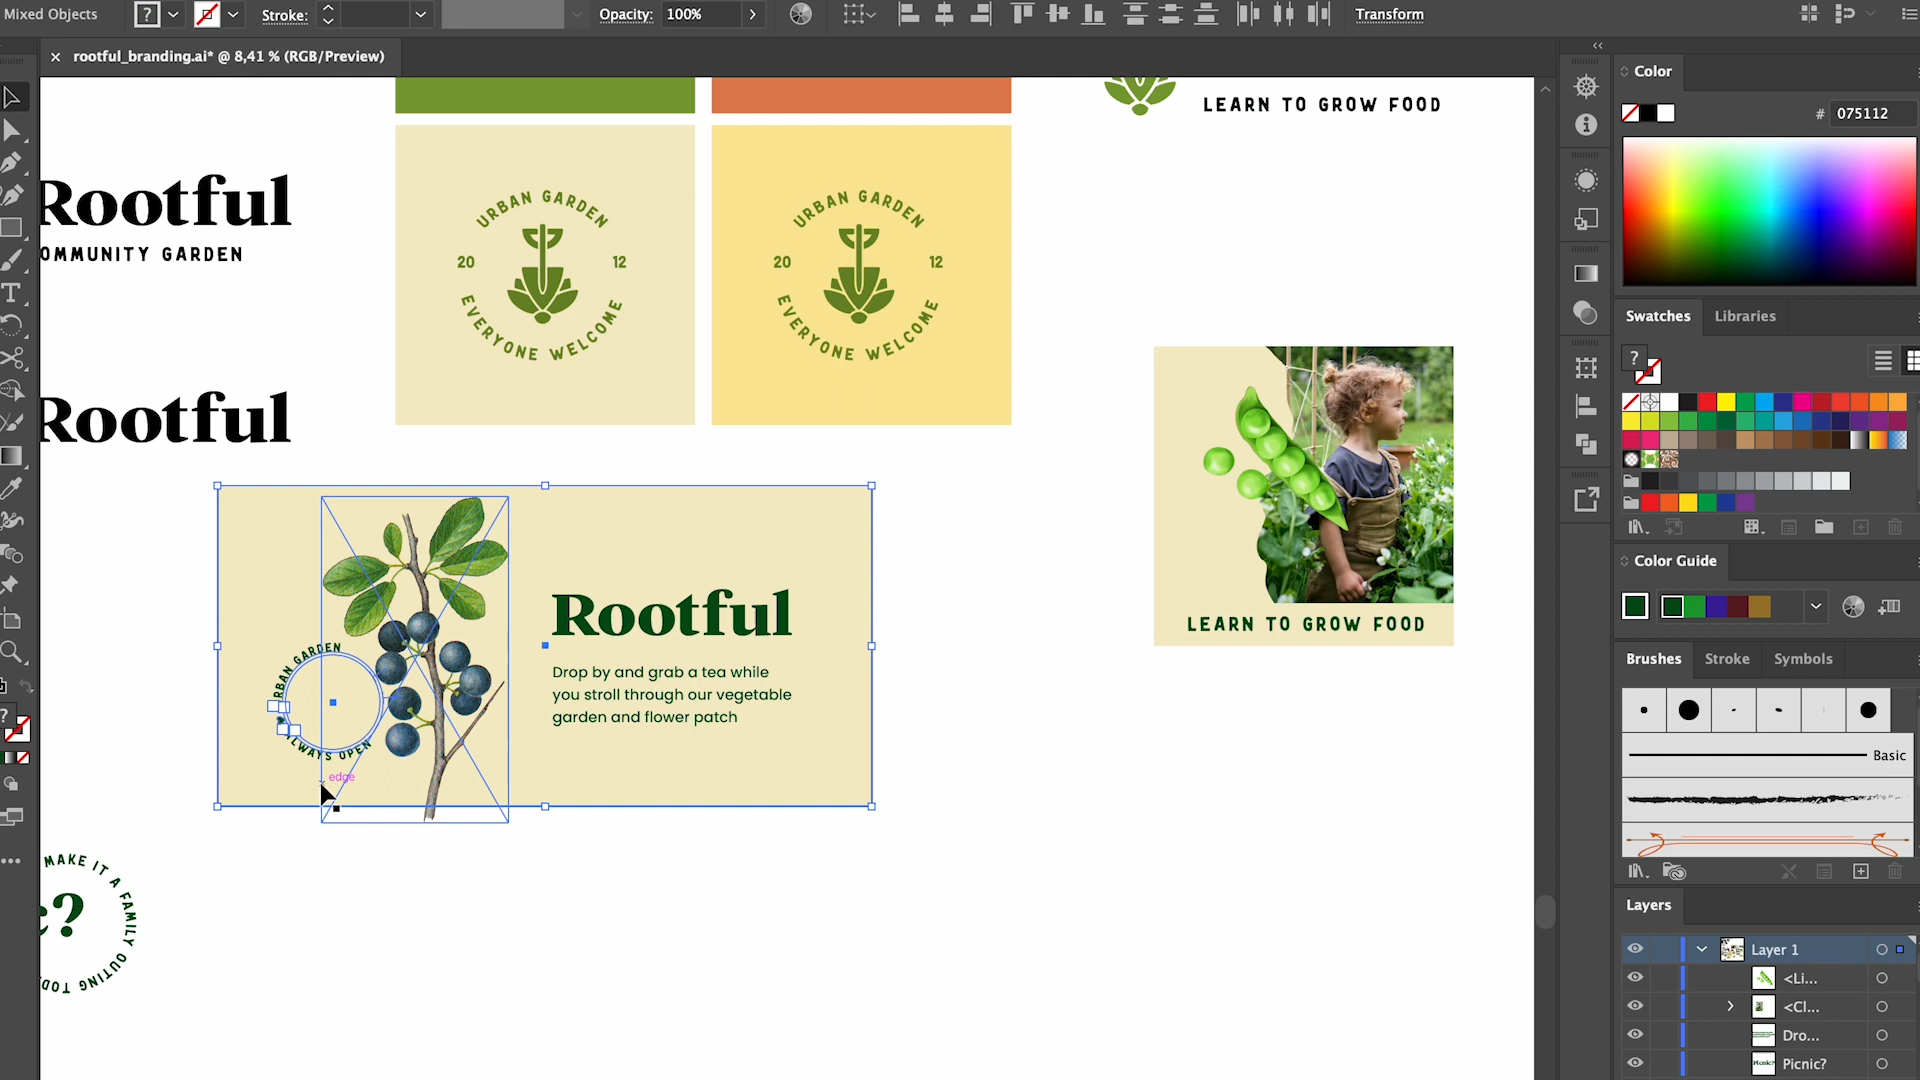 Mixed Objects
?
Stroke:
Opacity:
100%
Transform
rootful_branding.ai* @ 8,41 % (RGB/Preview)
LEARN TO GROW FOOD
Rootful
OMMUNITY GARDEN
Rootful
URBAN GARDEN
20
12
EVERYONE WELCOME
URBAN GARDEN
20
12
EVERYONE WELCOME
LEARN TO GROW FOOD
URBAN GARDEN
ALWAYS OPEN
edge
Rootful
Drop by and grab a tea while
you stroll through our vegetable
garden and flower patch
MAKE IT A FAMILY OUTING TOD
?
Color
# 075112
Swatches
Libraries
?
Color Guide
Brushes
Stroke
Symbols
Basic
Layers
Layer 1
<Li...
<Cl...
Dro...
Picnic?
Picnic?